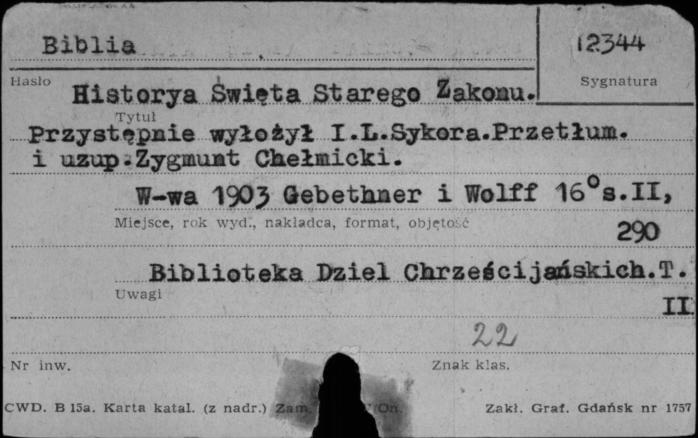 Biblia
12344
Hasło
Sygnatura
Historya Święta Starego Zakonu.
Tytuł
Przystępnie wyłożył I.L.Sykora.Przetłum.
i uzup.Zygmunt Chełmicki.
W-wa 1903 Gebethner i Wolff 16° s.II,
Miejsce, rok wyd., nakładca, format, objętość
290
Biblioteka Dziel Chrześcijańskich.T.
Uwagi
II
22
Nr inw.
Znak klas.
CWD. B 15a. Karta katal. (z nadr.) Zam.
Zakł. Graf. Gdańsk nr 1757